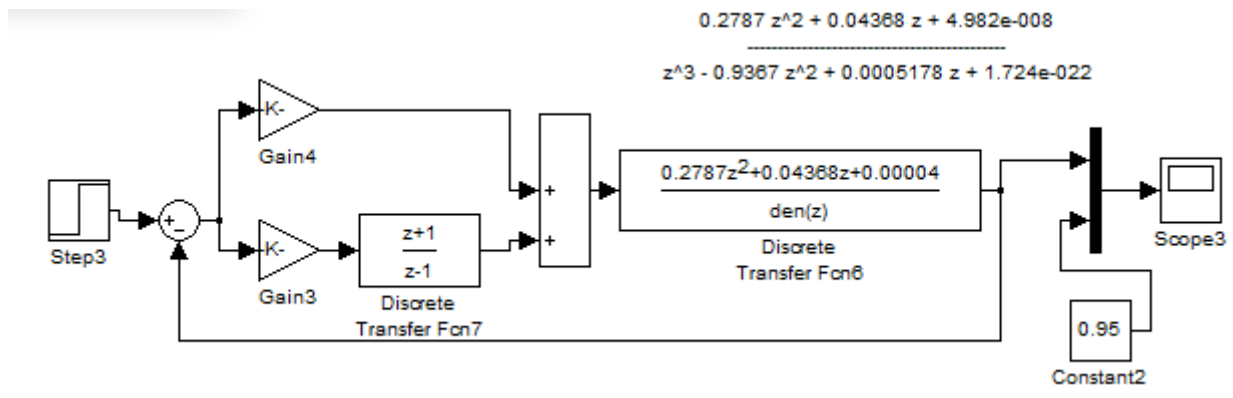 0.2787 z^2 + 0.04368 z + 4.982e-008
----------------------------------------------
z^3 - 0.9367 z^2 + 0.0005178 z + 1.724e-022
K-
Gain4
Step3
+
-
K-
Gain3
z+1
z-1
Discrete
Transfer Fcn7
+
+
0.2787z2+0.04368z+0.00004
den(z)
Discrete
Transfer Fcn6
Scope3
0.95
Constant2